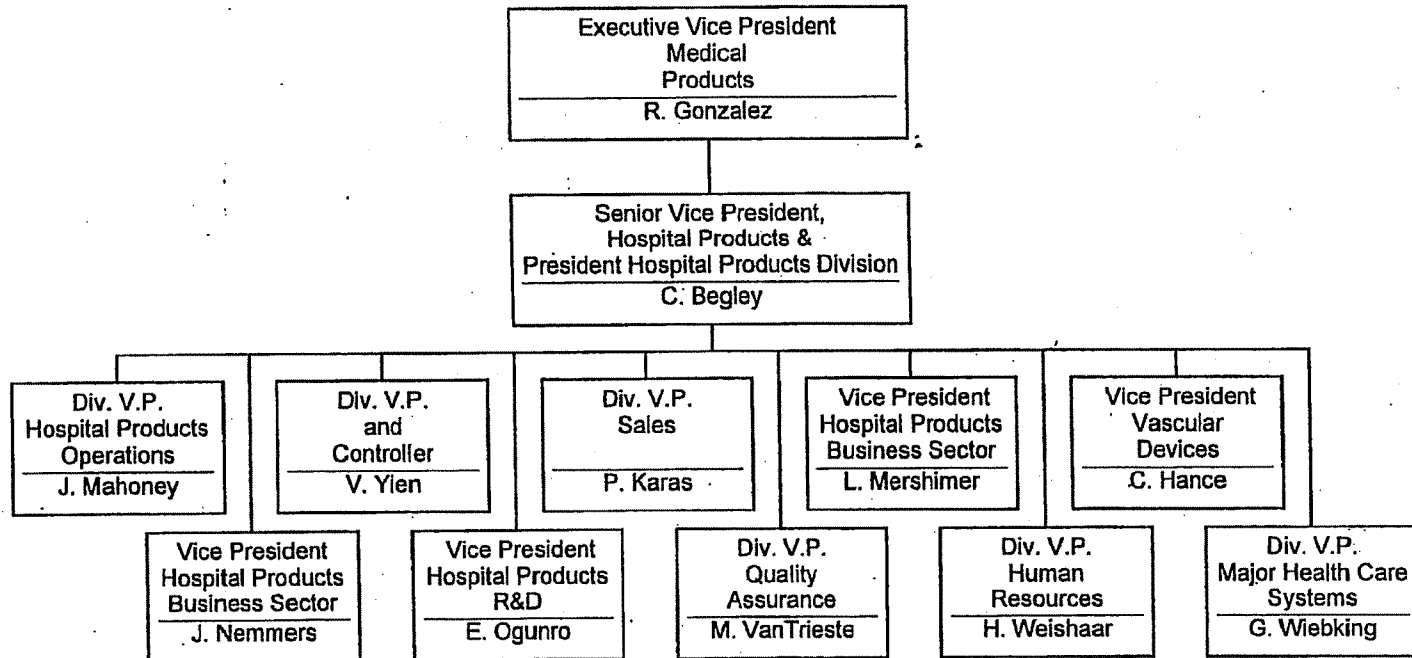 Executive Vice President
Medical
Products
R. Gonzalez
Senior Vice President,
Hospital Products &
President Hospital Products Division
C. Begley
Div. V.P.
Hospital Products
Operations
J. Mahoney
Div. V.P.
and
Controller
V. Yien
Div. V.P.
Sales
P. Karas
Vice President
Hospital Products
Business Sector
L. Mershimer
Vice President
Vascular
Devices
C. Hance
Vice President
Hospital Products
Business Sector
J. Nemmers
Vice President
Hospital Products
R&D
E. Ogunro
Div. V.P.
Quality
Assurance
M. VanTrieste
Div. V.P.
Human
Resources
H. Weishaar
Div. V.P.
Major Health Care
Systems
G. Wiebking